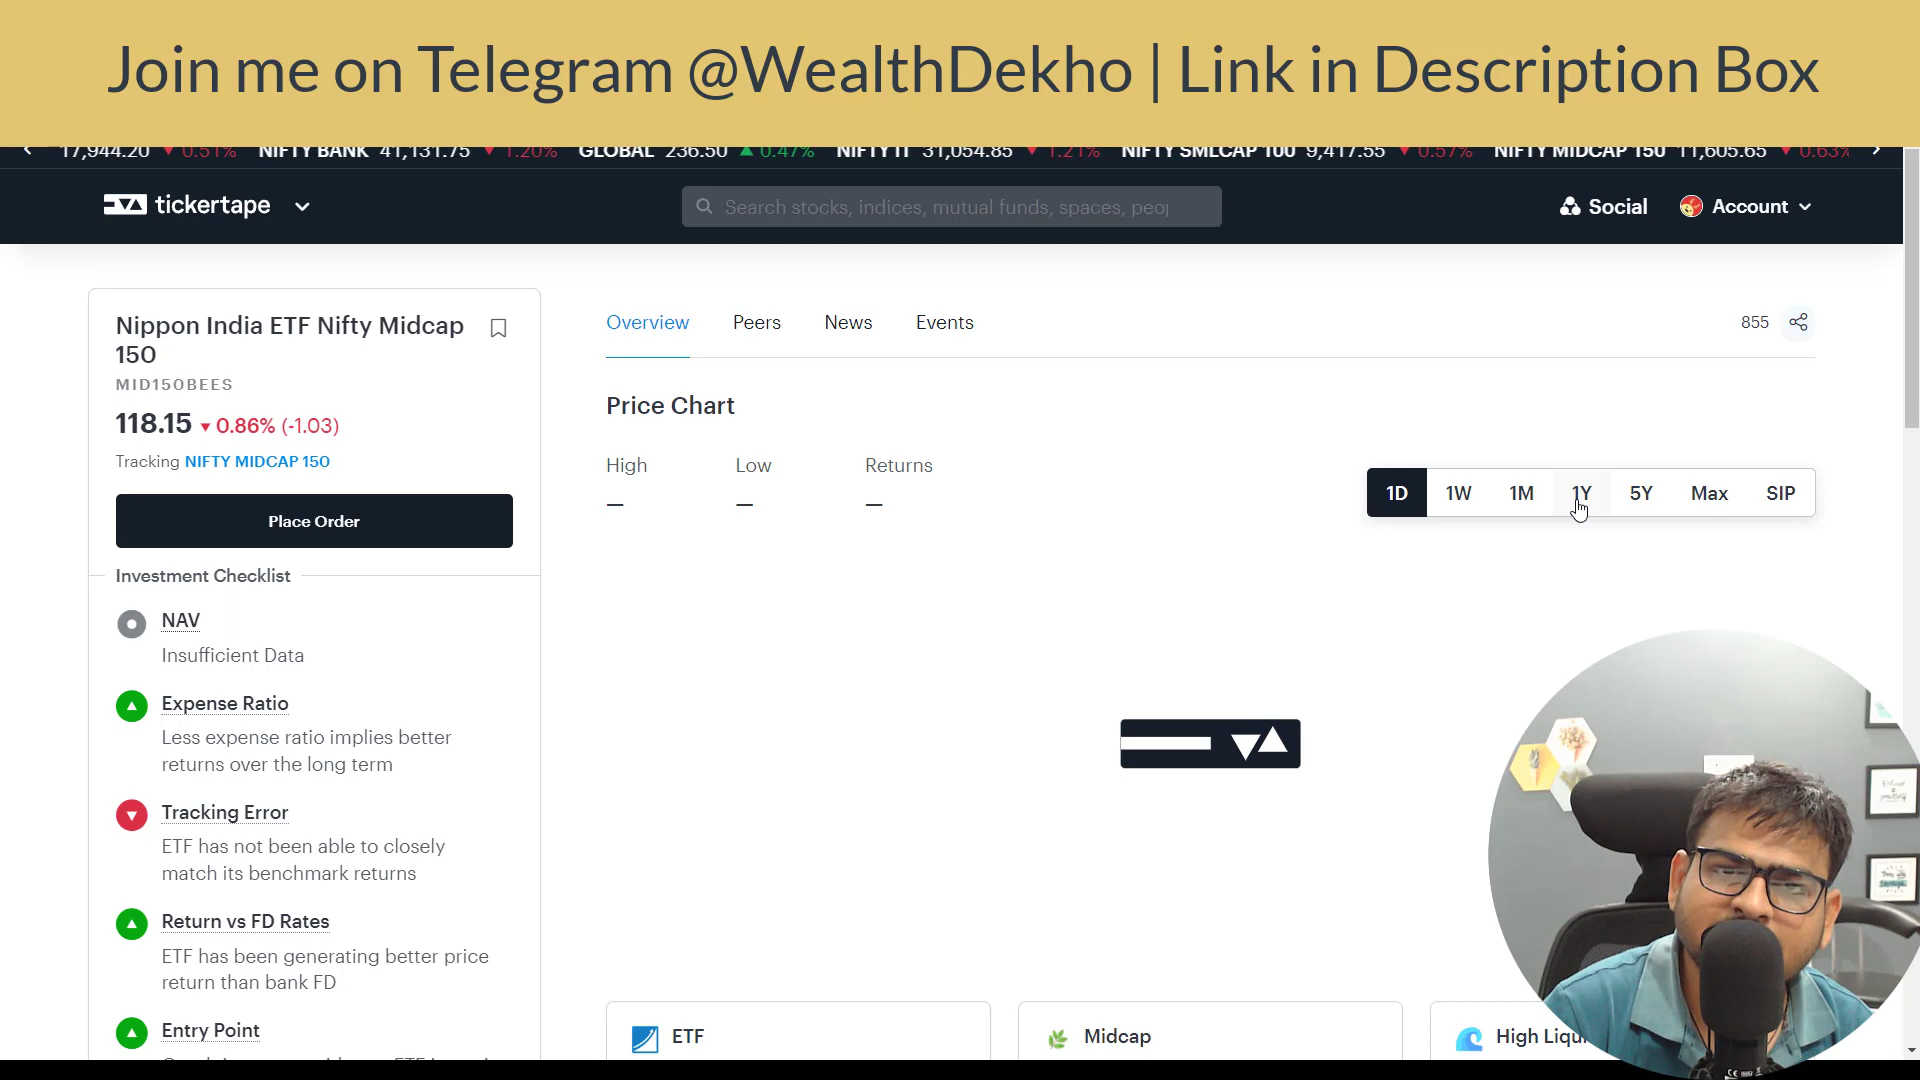 Join me on Telegram @WealthDekho | Link in Description Box
17,944.20 ▼ 0.51% NIFTY BANK 41,131.75 ▼ 1.20% GLOBAL 236.50 ▲ 0.47% NIFTY IT 31,054.85 ▼ 1.21% NIFTY SMLCAP 100 9,417.55 ▼ 0.57% NIFTY MIDCAP 150 11,605.65 ▼ 0.63%
tickertape
Search stocks, indices, mutual funds, spaces, peop
Social
Account
Nippon India ETF Nifty Midcap
150
MID150BEES
118.15 ▼ 0.86% (-1.03)
Tracking NIFTY MIDCAP 150
Place Order
Investment Checklist
NAV
Insufficient Data
Expense Ratio
Less expense ratio implies better
returns over the long term
Tracking Error
ETF has not been able to closely
match its benchmark returns
Return vs FD Rates
ETF has been generating better price
return than bank FD
Entry Point
Overview Peers News Events
855
Price Chart
High Low Returns
— — —
1D 1W 1M 1Y 5Y Max SIP
ETF
Midcap
High Liqu